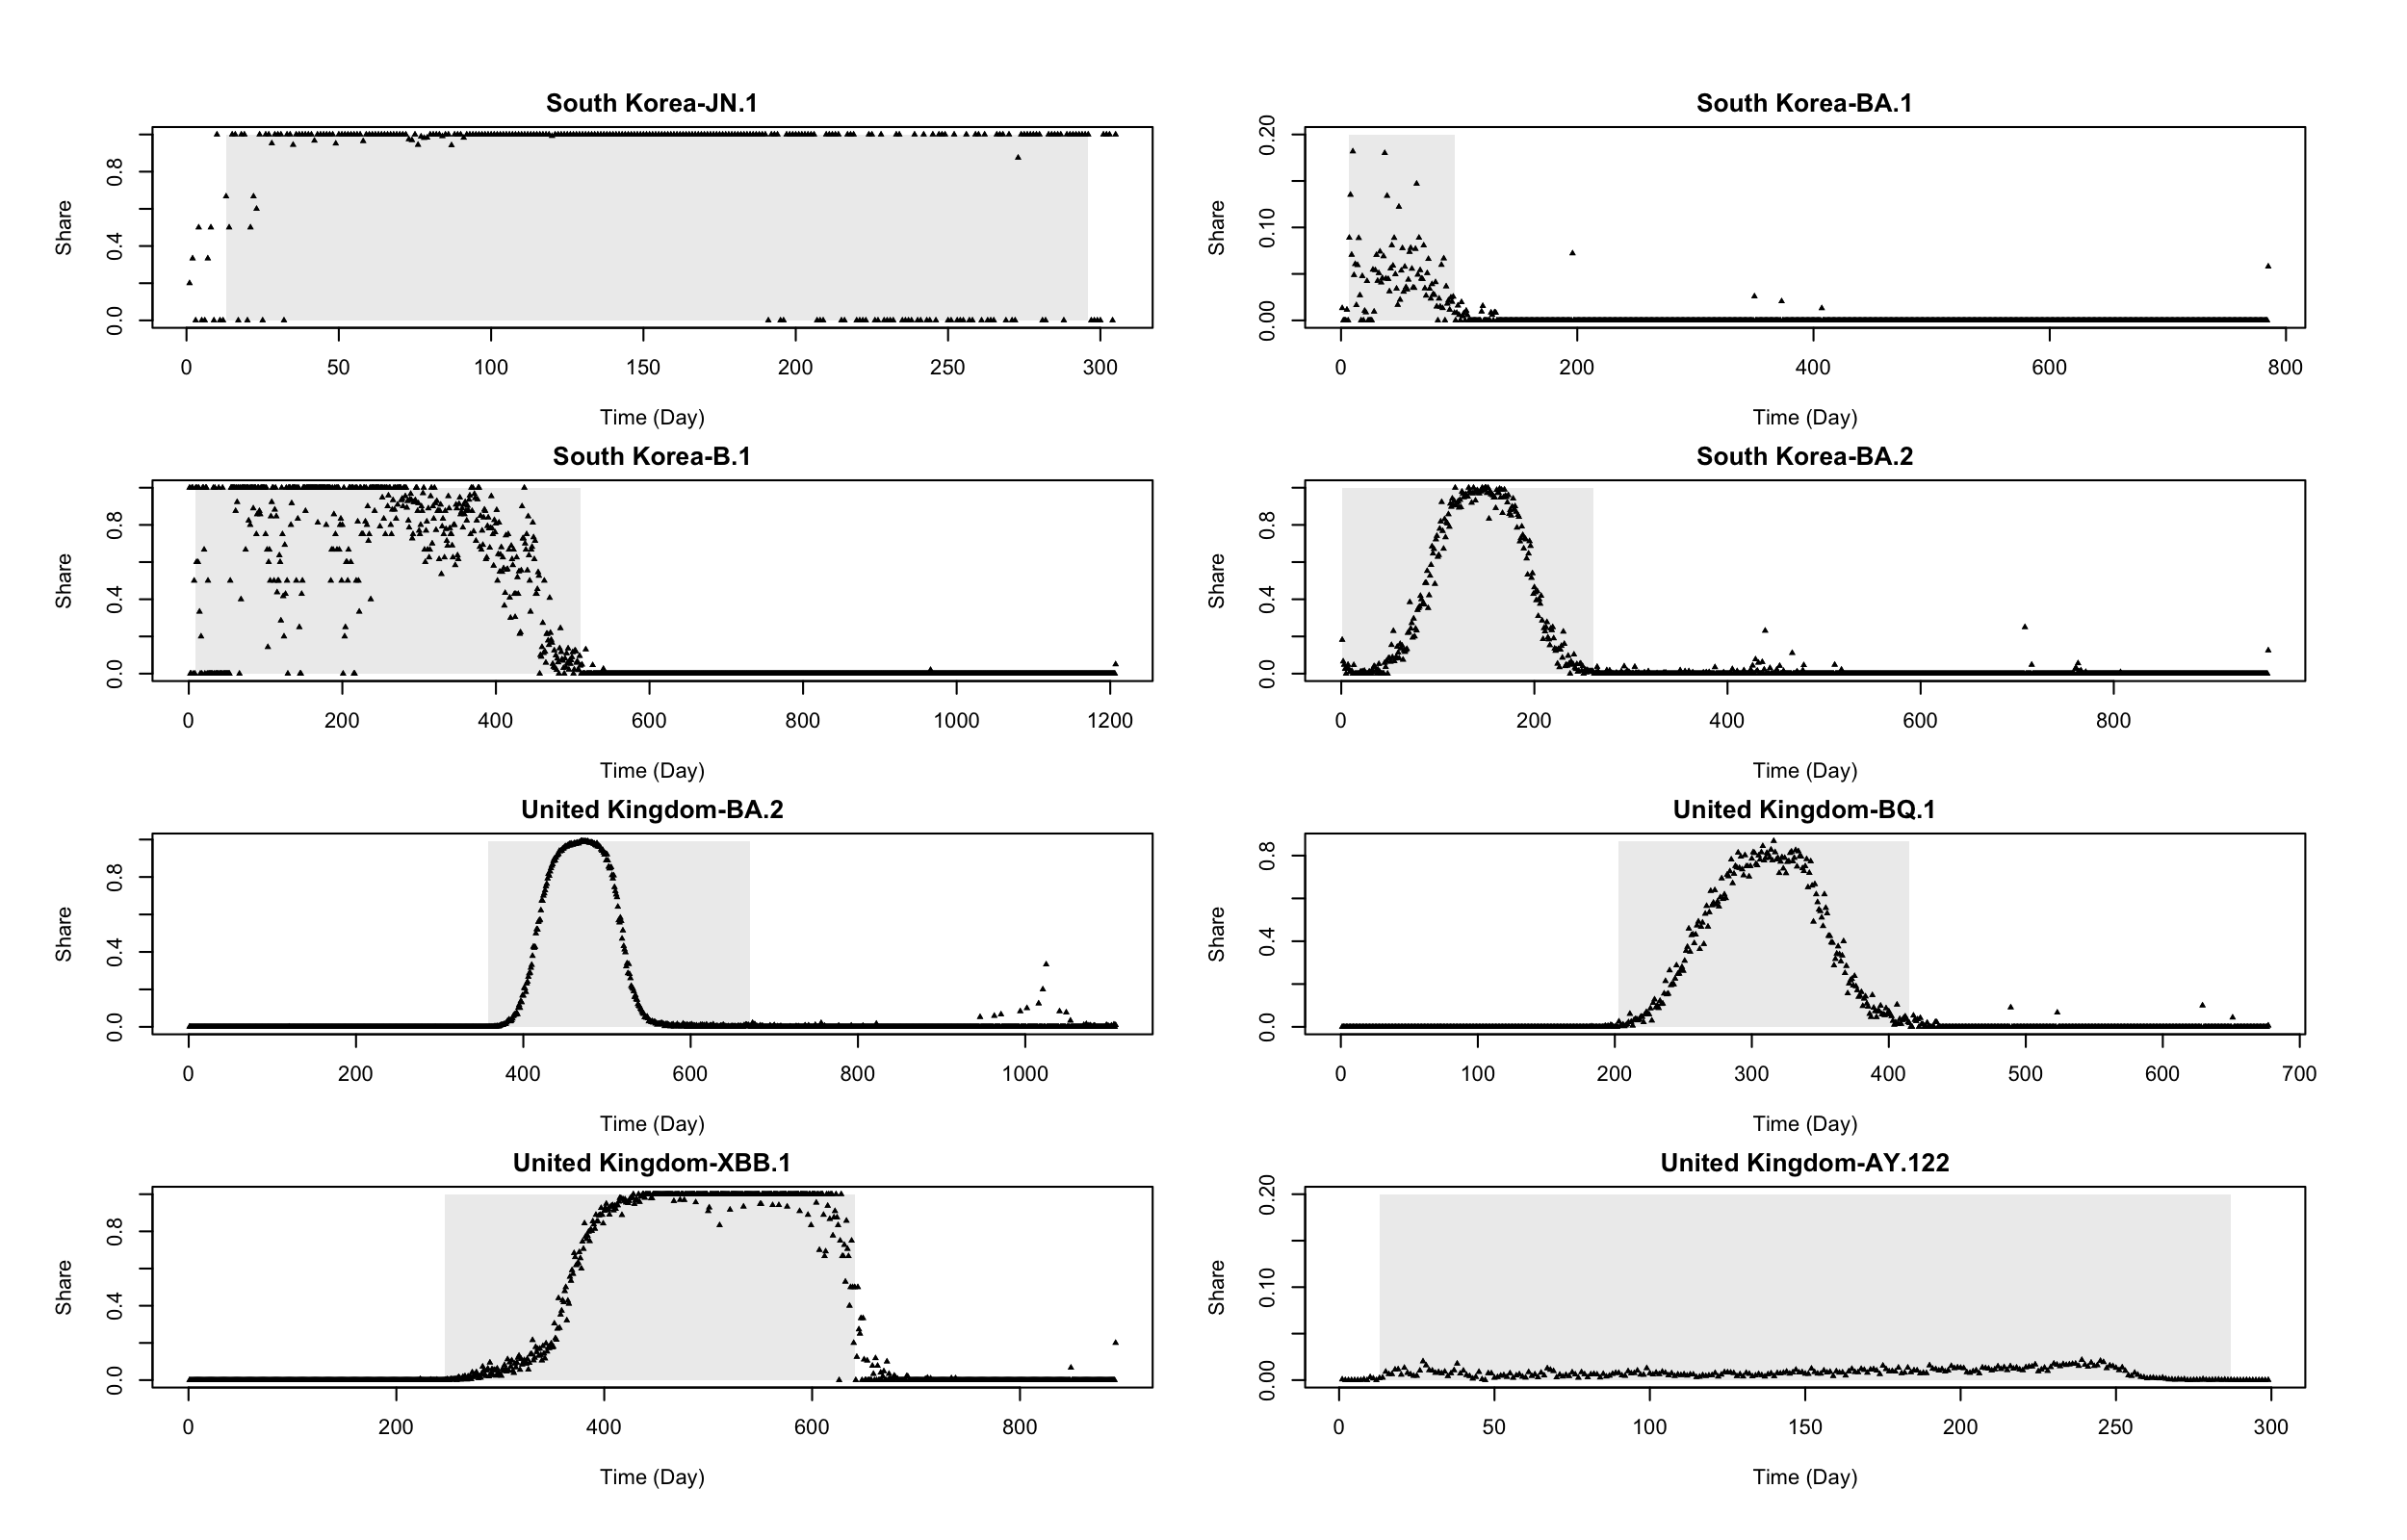 South Korea-JN.1
Share
0.0 0.4 0.8
0 50 100 150 200 250 300
Time (Day)
South Korea-BA.1
Share
0.00 0.10 0.20
0 200 400 600 800
Time (Day)
South Korea-B.1
Share
0.0 0.4 0.8
0 200 400 600 800 1000 1200
Time (Day)
South Korea-BA.2
Share
0.0 0.4 0.8
0 200 400 600 800
Time (Day)
United Kingdom-BA.2
Share
0.0 0.4 0.8
0 200 400 600 800 1000
Time (Day)
United Kingdom-BQ.1
Share
0.0 0.4 0.8
0 100 200 300 400 500 600 700
Time (Day)
United Kingdom-XBB.1
Share
0.0 0.4 0.8
0 200 400 600 800
Time (Day)
United Kingdom-AY.122
Share
0.00 0.10 0.20
0 50 100 150 200 250 300
Time (Day)